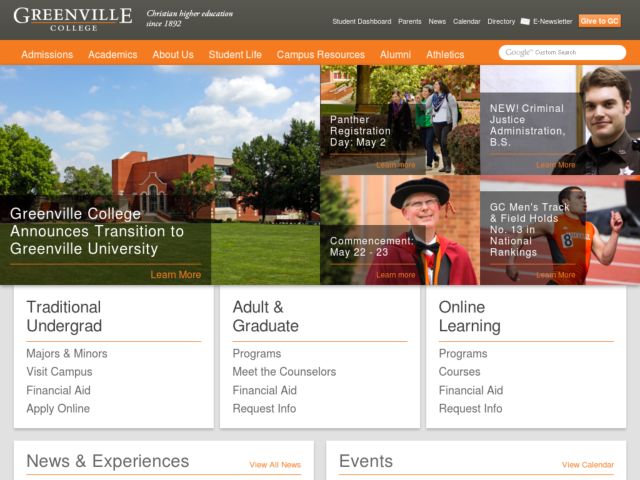 GREENVILLE
COLLEGE
Christian higher education
since 1892
Student Dashboard Parents News Calendar Directory E-Newsletter Give to GC
Admissions Academics About Us Student Life Campus Resources Alumni Athletics
Google™ Custom Search
Greenville College
Announces Transition to
Greenville University
Learn More
Panther
Registration
Day: May 2
Learn more
NEW! Criminal
Justice
Administration,
B.S.
Learn More
Commencement:
May 22 - 23
Learn more
GC Men's Track
& Field Holds
No. 13 in
National
Rankings
Learn More
8
Traditional
Undergrad
Majors & Minors
Visit Campus
Financial Aid
Apply Online
Adult &
Graduate
Programs
Meet the Counselors
Financial Aid
Request Info
Online
Learning
Programs
Courses
Financial Aid
Request Info
News & Experiences
View All News
Events
View Calendar